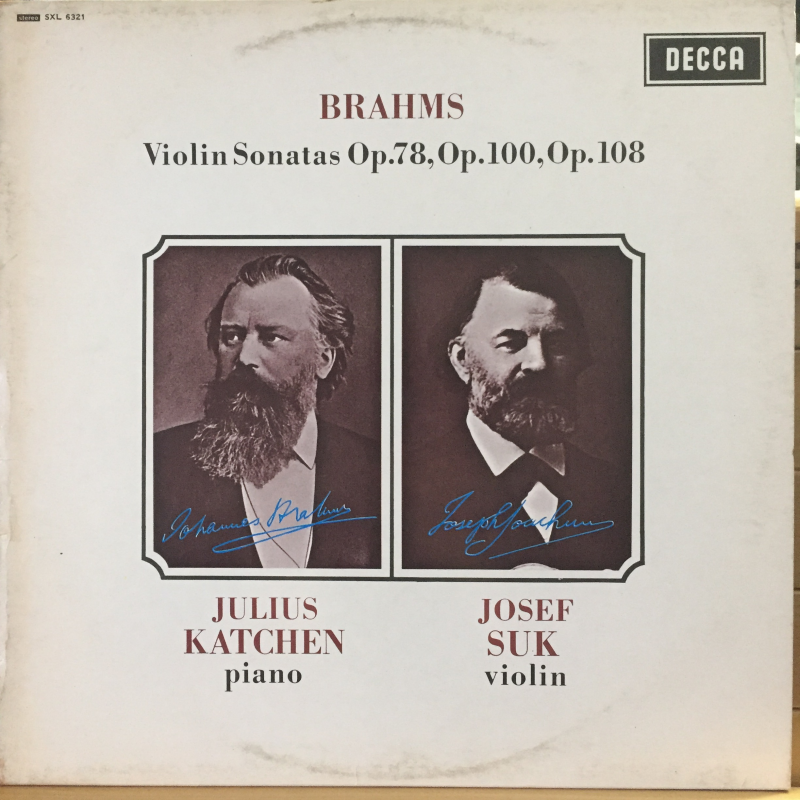 stereo SXL 6321
DECCA
BRAHMS
Violin Sonatas Op.78, Op.100, Op.108
Johannes Brahms
Joseph Joachim
JULIUS
KATCHEN
piano
JOSEF
SUK
violin